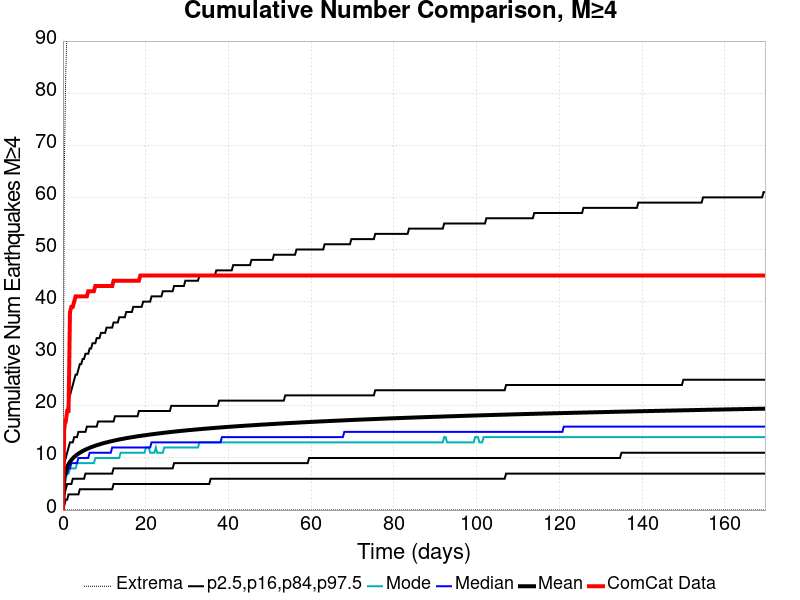 Cumulative Number Comparison, M≥4
Cumulative Num Earthquakes M≥4
90
80
70
60
50
40
30
20
10
0
0 20 40 60 80 100 120 140 160
Time (days)
Extrema p2.5,p16,p84,p97.5 Mode Median Mean ComCat Data